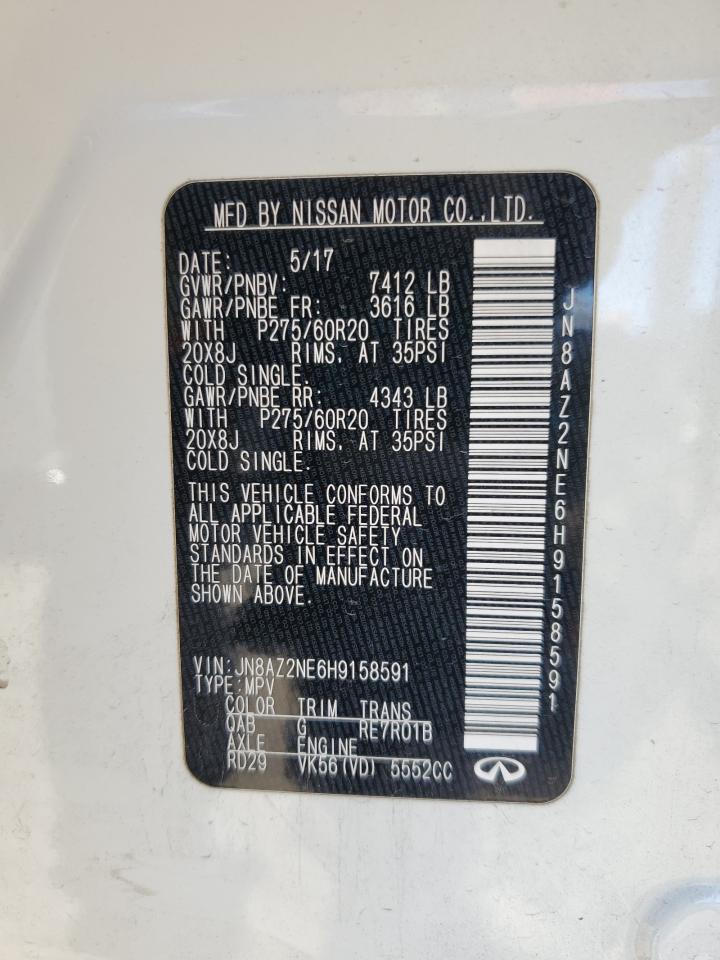 MFD BY NISSAN MOTOR CO.,LTD.
DATE: 5/17
GVWR/PNBV: 7412 LB
GAWR/PNBE FR: 3616 LB
WITH P275/60R20 TIRES
20X8J RIMS. AT 35PSI
COLD SINGLE.
GAWR/PNBE RR: 4343 LB
WITH P275/60R20 TIRES
20X8J RIMS. AT 35PSI
COLD SINGLE.
THIS VEHICLE CONFORMS TO
ALL APPLICABLE FEDERAL
MOTOR VEHICLE SAFETY
STANDARDS IN EFFECT ON
THE DATE OF MANUFACTURE
SHOWN ABOVE.
VIN:JN8AZ2NE6H9158591
TYPE:MPV
COLOR TRIM TRANS
QAB G RE7R01B
AXLE ENGINE
RD29 VK56(VD) 5552CC
JN8AZ2NE6H9158591